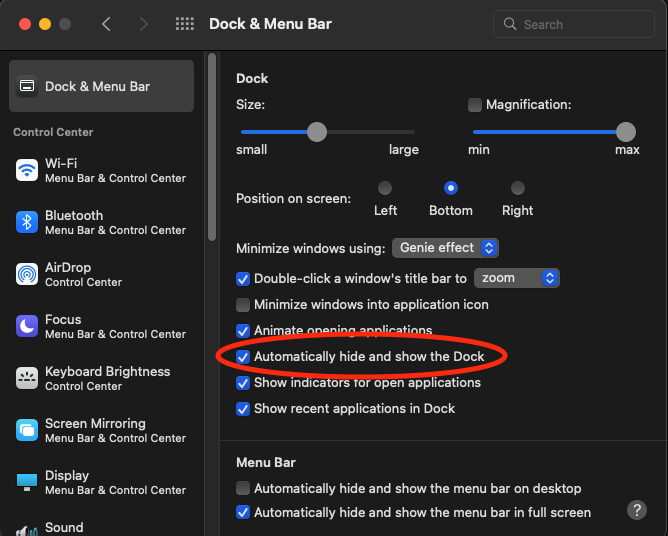 Dock & Menu Bar
Search
Dock & Menu Bar
Control Center
Wi-Fi
Menu Bar & Control Center
Bluetooth
Menu Bar & Control Center
AirDrop
Control Center
Focus
Menu Bar & Control Center
Keyboard Brightness
Control Center
Screen Mirroring
Menu Bar & Control Center
Display
Menu Bar & Control Center
Sound
Dock
Size:
Magnification:
small
large
min
max
Position on screen:
Left
Bottom
Right
Minimize windows using:
Genie effect
Double-click a window's title bar to
zoom
Minimize windows into application icon
Animate opening applications
Automatically hide and show the Dock
Show indicators for open applications
Show recent applications in Dock
Menu Bar
Automatically hide and show the menu bar on desktop
Automatically hide and show the menu bar in full screen
?